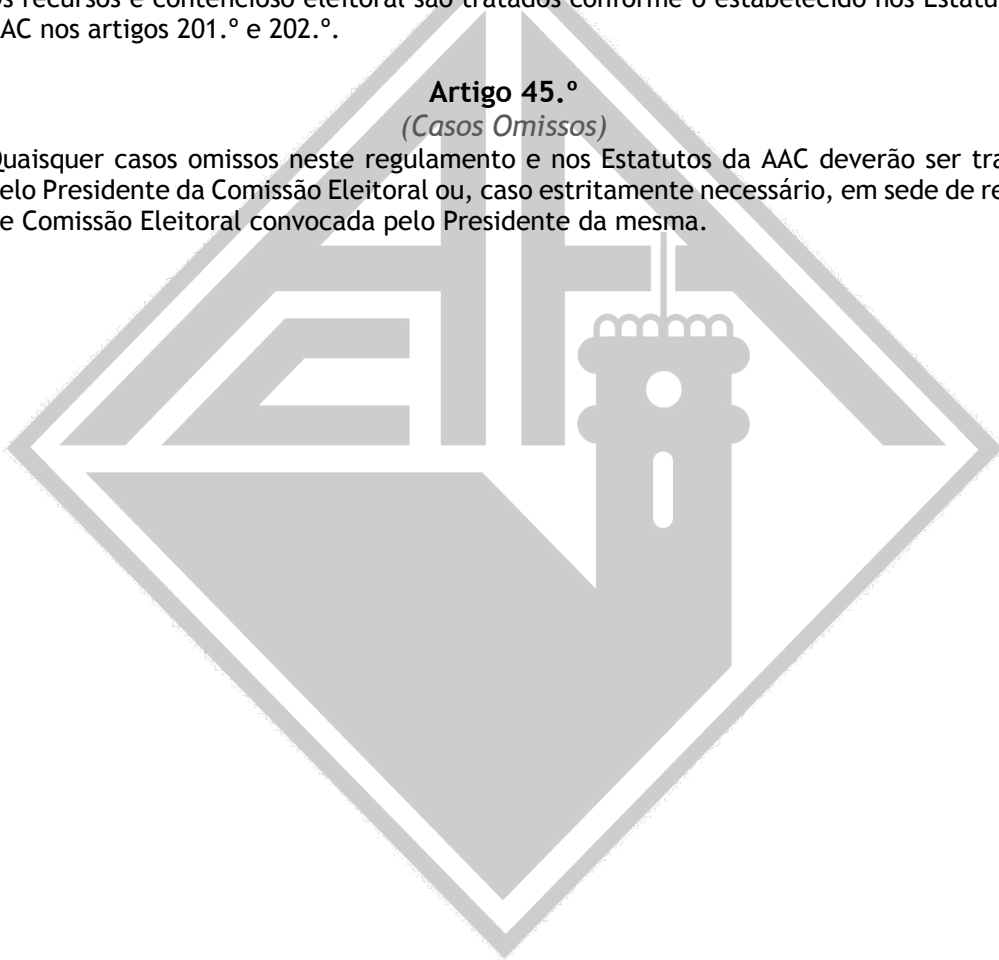 os recursos e contencioso eleitoral são tratados conforme o estabelecido nos Estatu
AAC nos artigos 201.º e 202.º.
Artigo 45.º
(Casos Omissos)
Quaisquer casos omissos neste regulamento e nos Estatutos da AAC deverão ser tra
elo Presidente da Comissão Eleitoral ou, caso estritamente necessário, em sede de re
e Comissão Eleitoral convocada pelo Presidente da mesma.